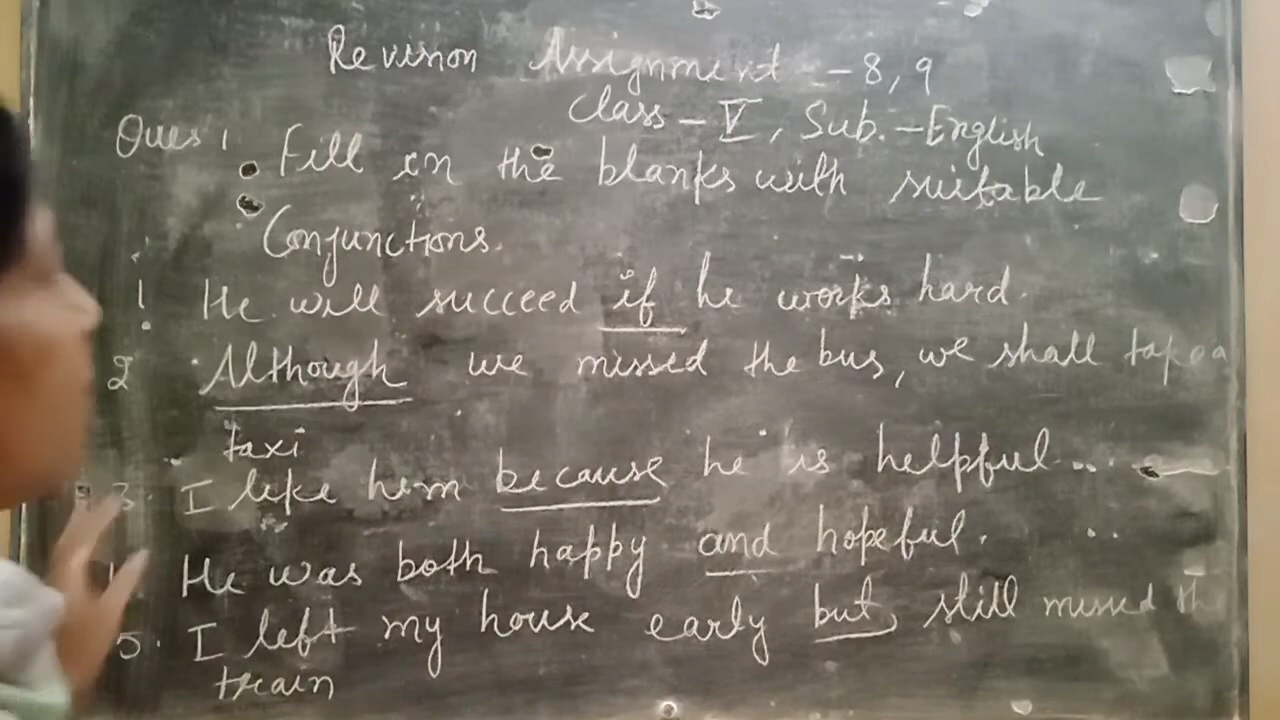 Revision Assignment - 8, 9
Class - V, Sub. - English
Ques 1. Fill in the blanks with suitable
Conjunctions.
1. He will succeed if he works hard.
2 Although we missed the bus, we shall take a
taxi
3. I like him because he is helpful..
He was both happy and hopeful.
5. I left my house early but, still missed the
train